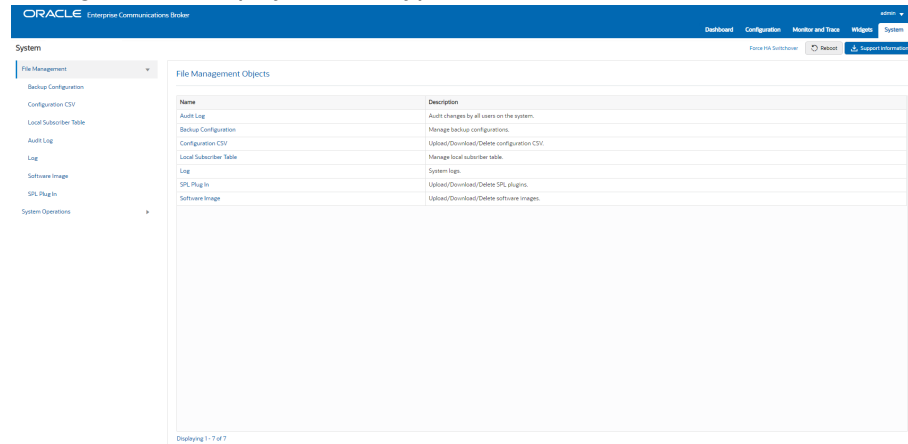 ORACLE Enterprise Communications Broker
admin
Dashboard Configuration Monitor and Trace Widgets System
System
Force HA Switchover Reboot Support information
File Management
Backup Configuration
Configuration CSV
Local Subscriber Table
Audit Log
Log
Software Image
SPL Plug In
System Operations
File Management Objects
Name Description
Audit Log Audit changes by all users on the system.
Backup Configuration Manage backup configurations.
Configuration CSV Upload/Download/Delete configuration CSV.
Local Subscriber Table Manage local subsriber table.
Log System logs.
SPL Plug In Upload/Download/Delete SPL plugins.
Software Image Upload/Download/Delete software images.
Displaying 1 - 7 of 7